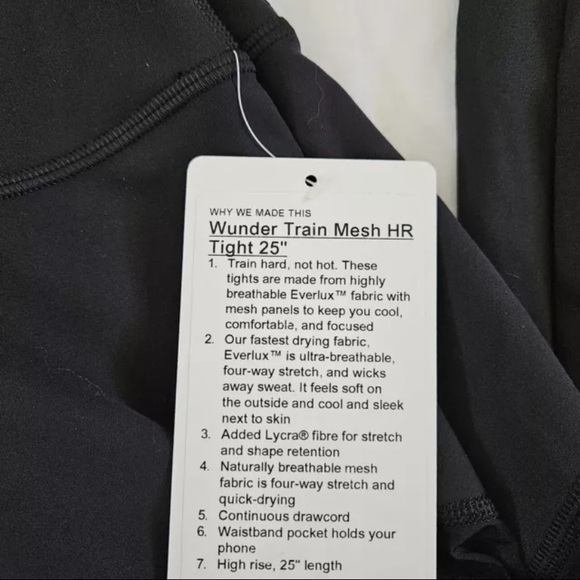 WHY WE MADE THIS
Wunder Train Mesh HR
Tight 25"
1. Train hard, not hot. These
tights are made from highly
breathable Everlux™ fabric with
mesh panels to keep you cool,
comfortable, and focused
2. Our fastest drying fabric,
Everlux™ is ultra-breathable,
four-way stretch, and wicks
away sweat. It feels soft on
the outside and cool and sleek
next to skin
3. Added Lycra® fibre for stretch
and shape retention
4. Naturally breathable mesh
fabric is four-way stretch and
quick-drying
5. Continuous drawcord
6. Waistband pocket holds your
phone
7. High rise, 25" length